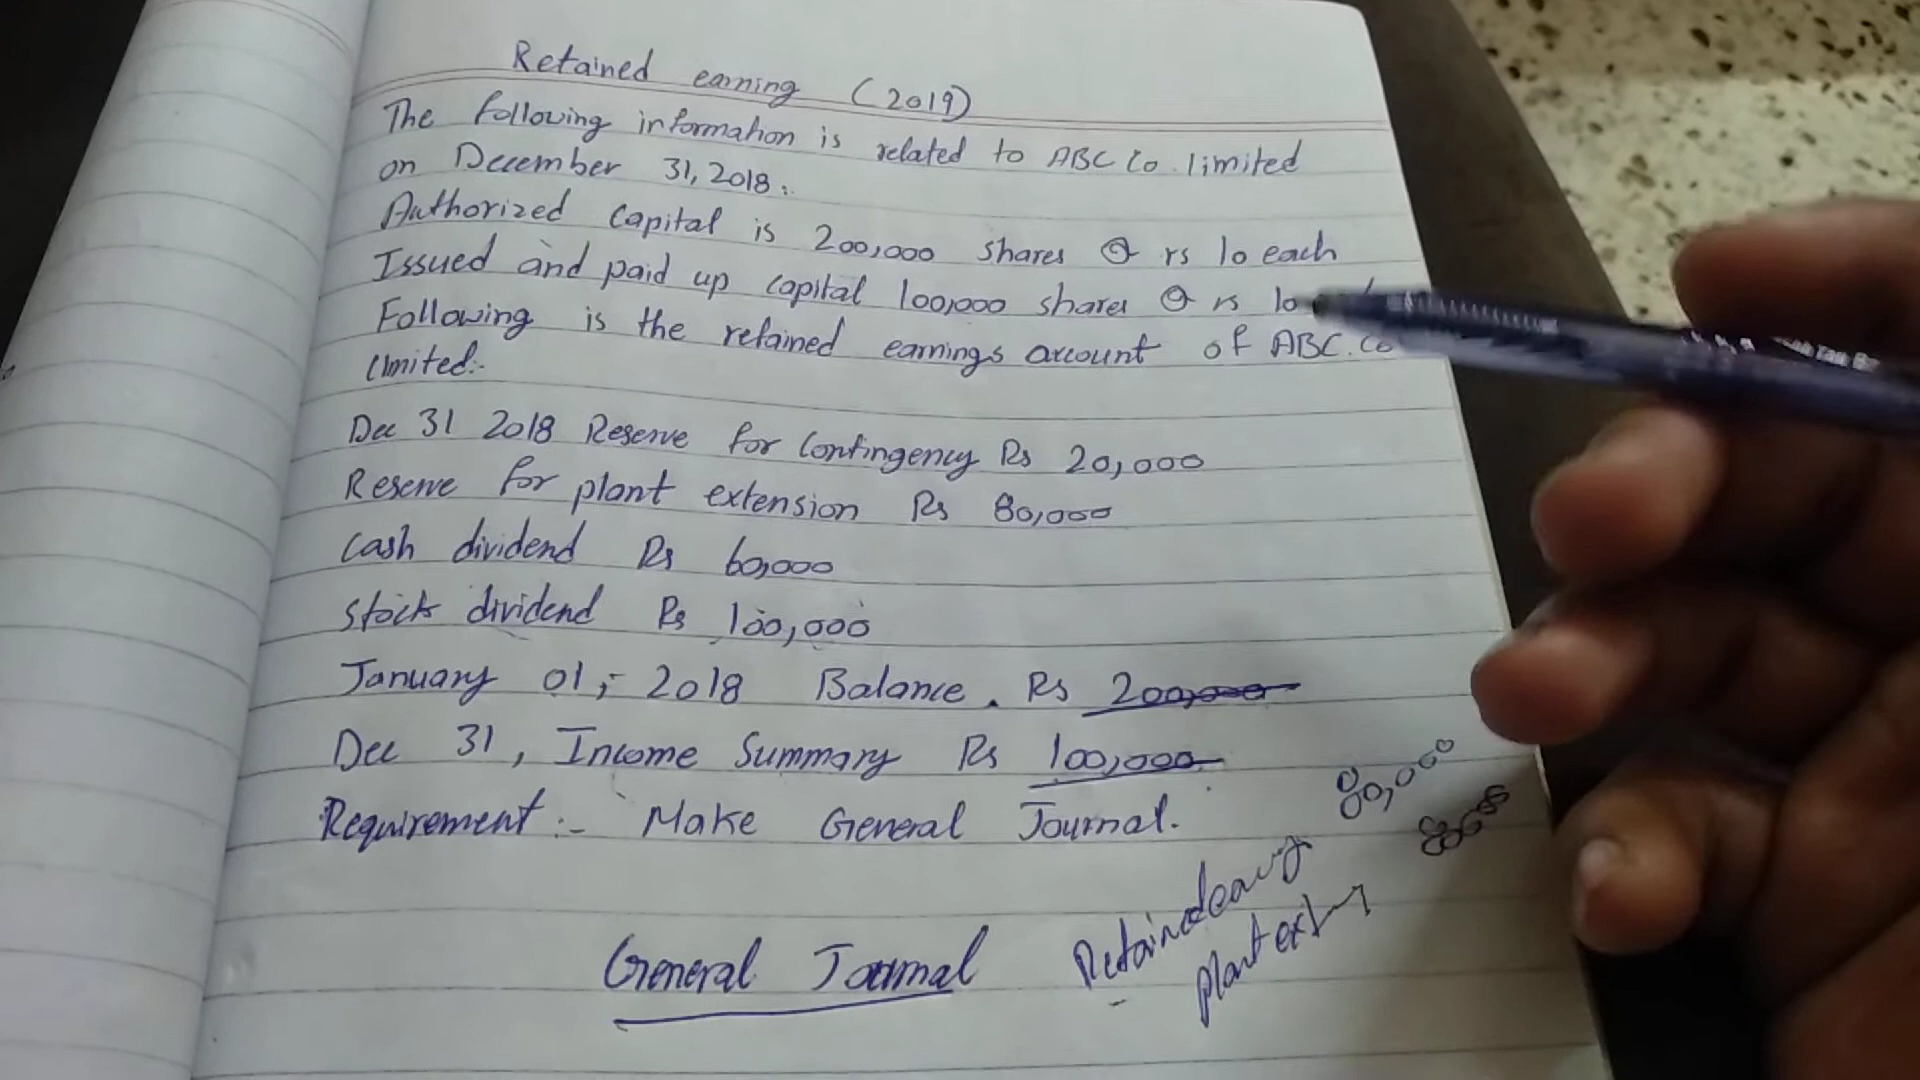 Retained earning (2019)
The following information is related to ABC Co. limited
on December 31, 2018:
Authorized Capital is 200,000 shares @ rs 10 each
Issued and paid up capital 100,000 shares @ rs 10
Following is the retained earnings account of ABC. Co
limited:-
Dec 31 2018 Reserve for Contingency Rs 20,000
Reserve for plant extension Rs 80,000
Cash dividend Rs 60,000
Stock dividend Rs 100,000
January 01, 2018 Balance. Rs 200,000
Dec 31, Income Summary Rs 100,000
Requirement:- Make General Journal.
80,000
Retained
Plant
General Journal